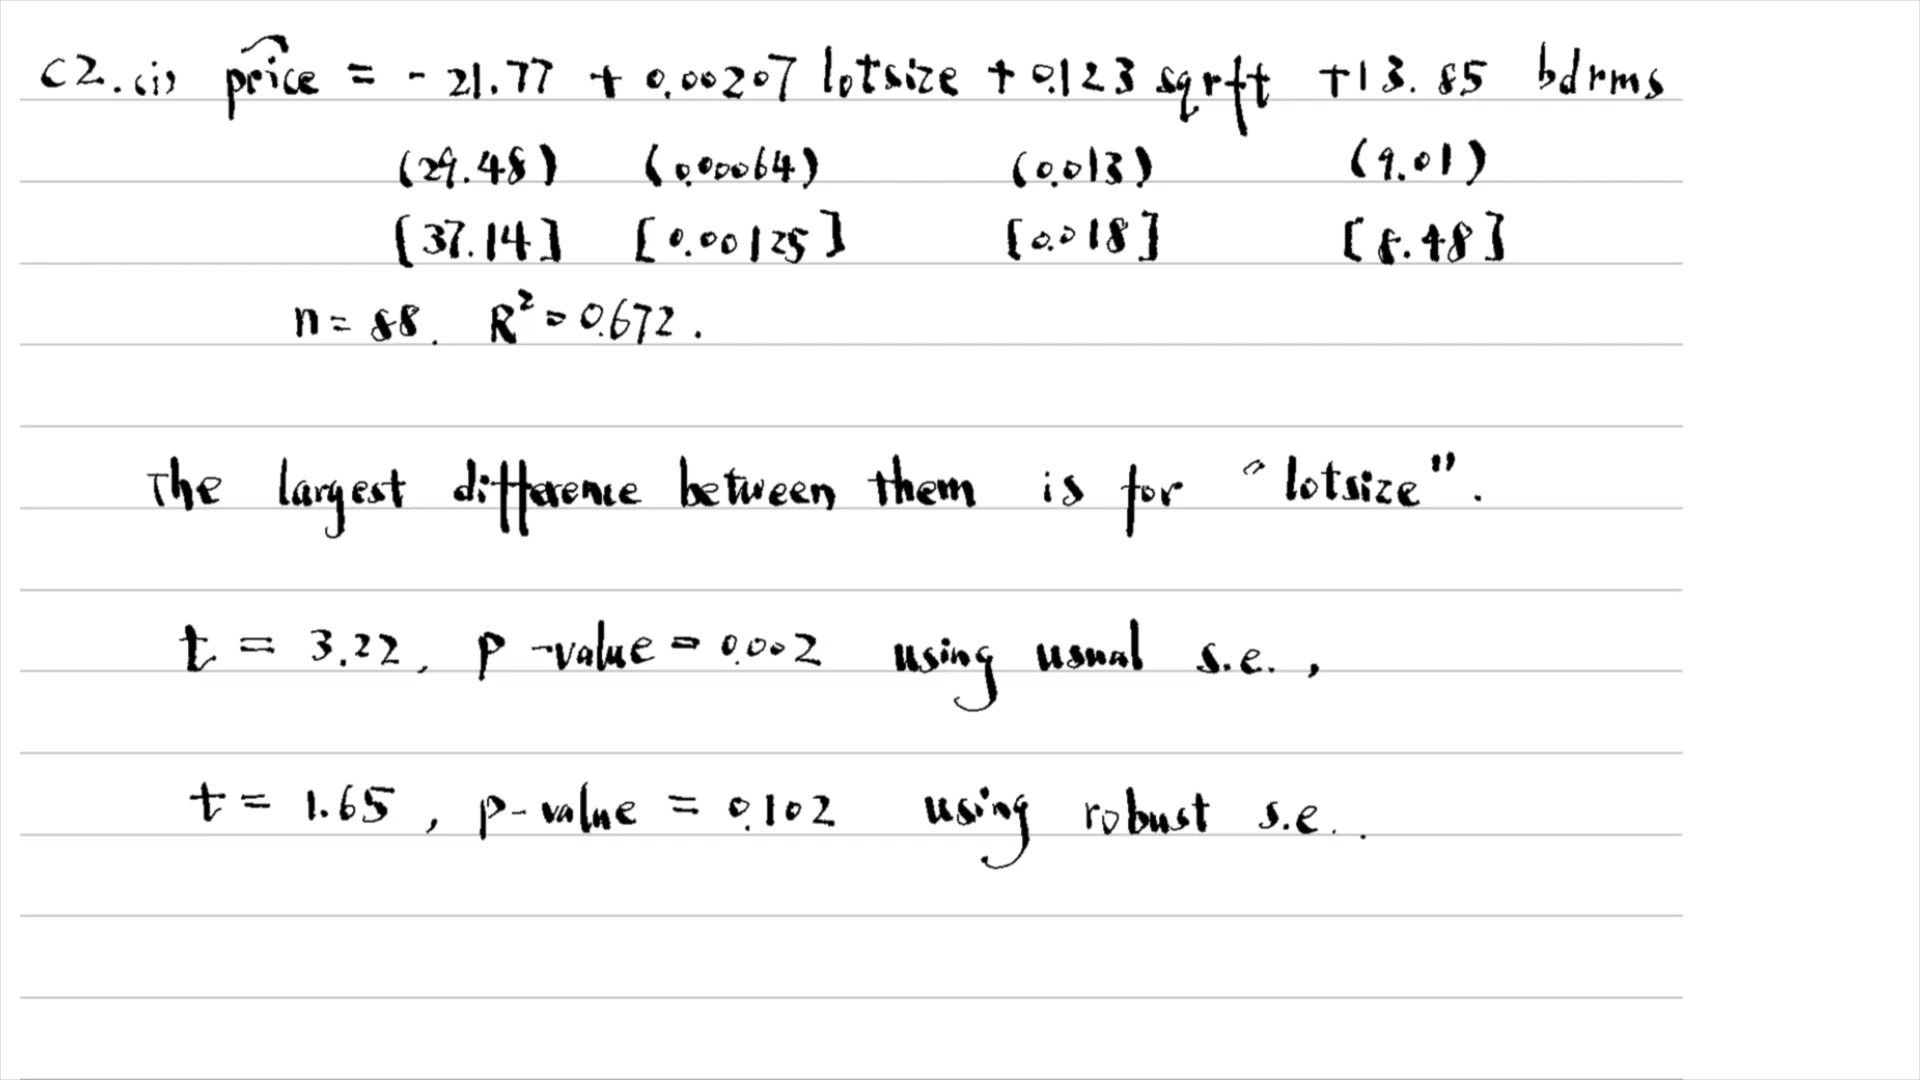 C2. (i) price = - 21.77 + 0.00207 lotsize + 0.123 sqrft + 13.85 bdrms
(29.48) (0.00064) (0.013) (9.01)
[37.14] [0.00125] [0.018] [8.48]
n = 88. R² = 0.672.
The largest difference between them is for "lotsize".
t = 3.22, p-value = 0.002 using usual s.e.,
t = 1.65, p-value = 0.102 using robust s.e..